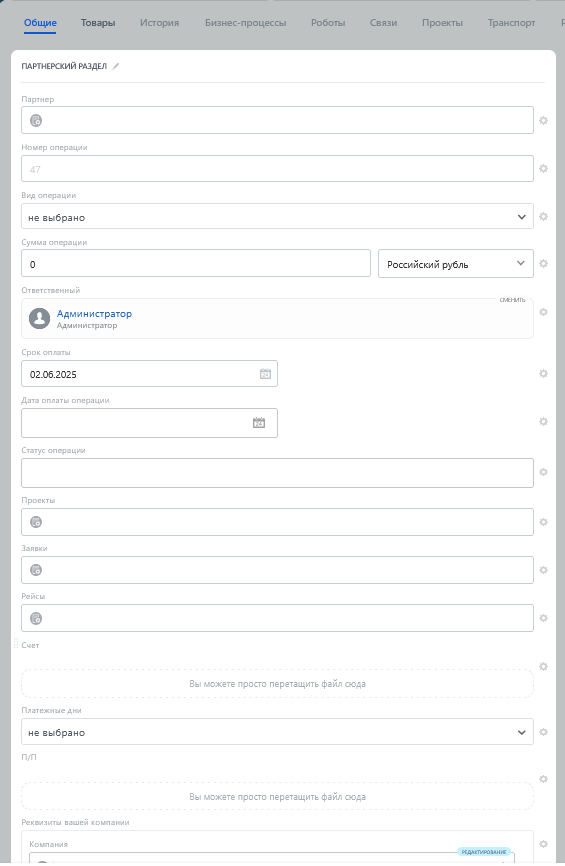 Общие Товары История Бизнес-процессы Роботы Связи Проекты Транспорт
ПАРТНЕРСКИЙ РАЗДЕЛ
Партнер
Номер операции
47
Вид операции
не выбрано
Сумма операции
0 Российский рубль
Ответственный
СМЕНИТЬ
Администратор
Администратор
Срок оплаты
02.06.2025
Дата оплаты операции
Статус операции
Проекты
Заявки
Рейсы
Счет
Вы можете просто перетащить файл сюда
Платежные дни
не выбрано
П/П
Вы можете просто перетащить файл сюда
Реквизиты вашей компании
Компания
РЕДАКТИРОВАНИЕ